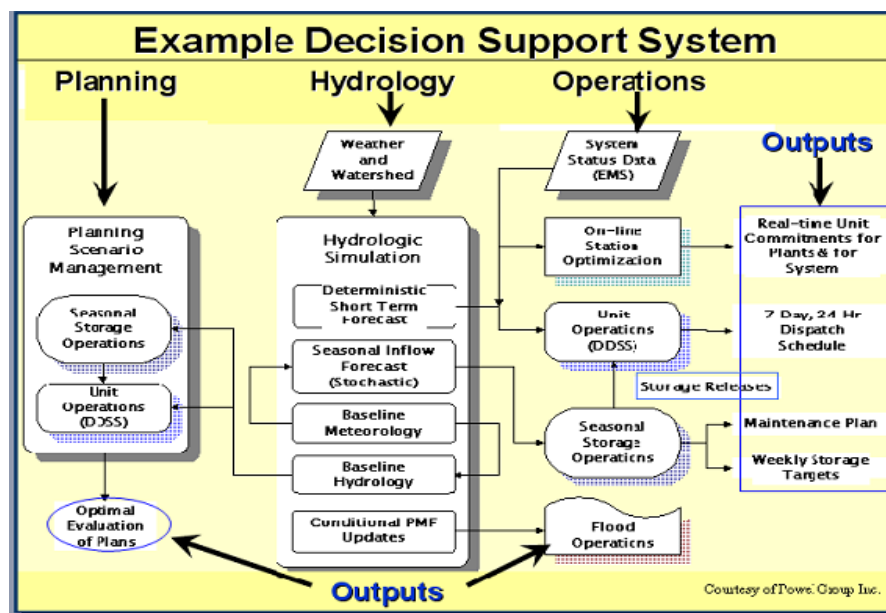 Example Decision Support System
Planning
Hydrology
Operations
Outputs
Weather
and
Watershed
System
Status Data
(EMS)
Planning
Scenario
Management
Seasonal
Storage
Operations
Unit
Operations
(DDSS)
Optimal
Evaluation
of Plans
Hydrologic
Simulation
Deterministic
Short Term
Forecast
Seasonal Inflow
Forecast
(Stochastic)
Baseline
Meteorology
Baseline
Hydrology
Conditional PMF
Updates
On-line
Station
Optimization
Unit
Operations
(DDSS)
Storage Releases
Seasonal
Storage
Operations
Flood
Operations
Real-time Unit
Commitments for
Plants & for
System
7 Day, 24 Hr
Dispatch
Schedule
Maintenance Plan
Weekly Storage
Targets
Outputs
Courtesy of Powel Group Inc.